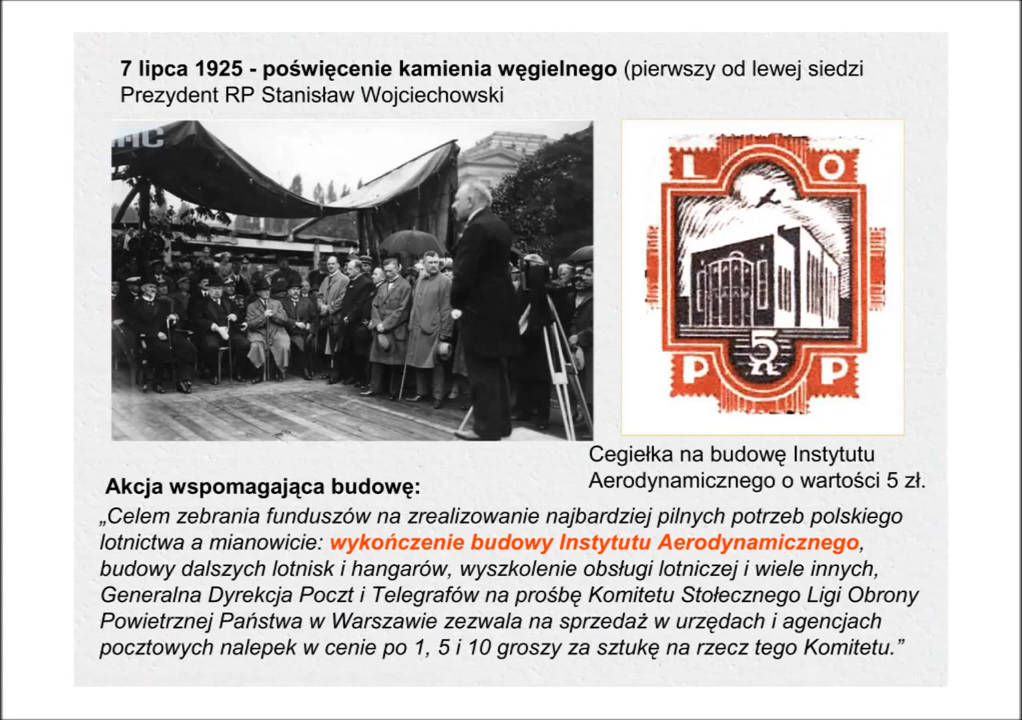 7 lipca 1925 - poświęcenie kamienia węgielnego (pierwszy od lewej siedzi
Prezydent RP Stanisław Wojciechowski
L O
5
ZŁ
P P
Cegiełka na budowę Instytutu
Aerodynamicznego o wartości 5 zł.
Akcja wspomagająca budowę:
„Celem zebrania funduszów na zrealizowanie najbardziej pilnych potrzeb polskiego
lotnictwa a mianowicie: wykończenie budowy Instytutu Aerodynamicznego,
budowy dalszych lotnisk i hangarów, wyszkolenie obsługi lotniczej i wiele innych,
Generalna Dyrekcja Poczt i Telegrafów na prośbę Komitetu Stołecznego Ligi Obrony
Powietrznej Państwa w Warszawie zezwala na sprzedaż w urzędach i agencjach
pocztowych nalepek w cenie po 1, 5 i 10 groszy za sztukę na rzecz tego Komitetu.”